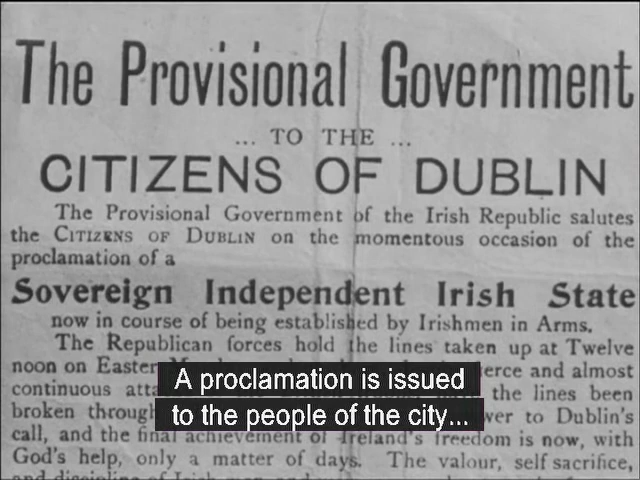 The Provisional Government
... TO THE ...
CITIZENS OF DUBLIN
The Provisional Government of the Irish Republic salutes
the CITIZENS OF DUBLIN on the momentous occasion of the
proclamation of a
Sovereign Independent Irish State
now in course of being established by Irishmen in Arms.
The Republican forces hold the lines taken up at Twelve
noon on Easter and almost
continuous the lines been
broken through to Dublin's
call, and the final achievement of Ireland's freedom is now, with
God's help, only a matter of days. The valour, self sacrifice,
A proclamation is issued
to the people of the city...